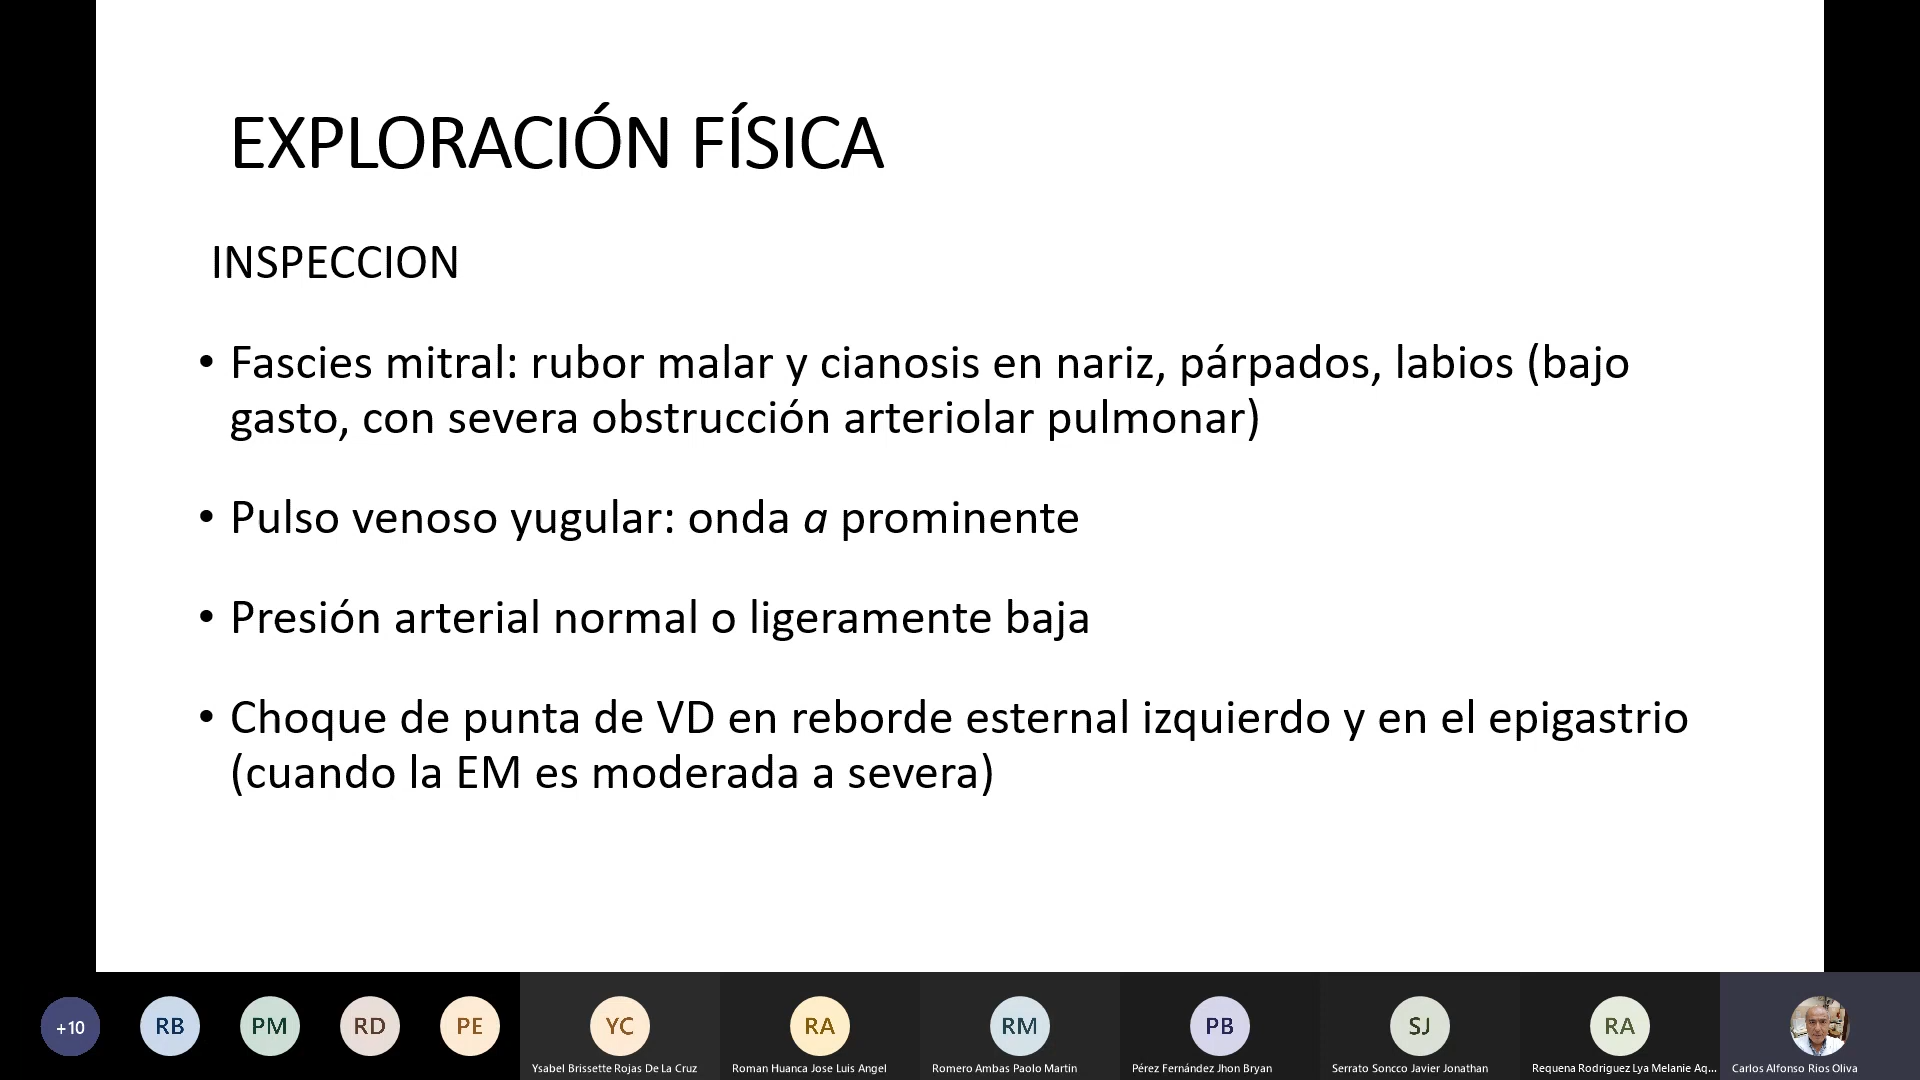 EXPLORACIÓN FÍSICA
INSPECCION
• Fascies mitral: rubor malar y cianosis en nariz, párpados, labios (bajo
gasto, con severa obstrucción arteriolar pulmonar)
• Pulso venoso yugular: onda a prominente
• Presión arterial normal o ligeramente baja
• Choque de punta de VD en reborde esternal izquierdo y en el epigastrio
(cuando la EM es moderada a severa)
+10
RB
PM
RD
PE
YC
RA
RM
PB
SJ
RA
Ysabel Brissette Rojas De La Cruz
Roman Huanca Jose Luis Angel
Romero Ambas Paolo Martin
Pérez Fernández Jhon Bryan
Serrato Soncco Javier Jonathan
Requena Rodriguez Lya Melanie Aq...
Carlos Alfonso Rios Oliva